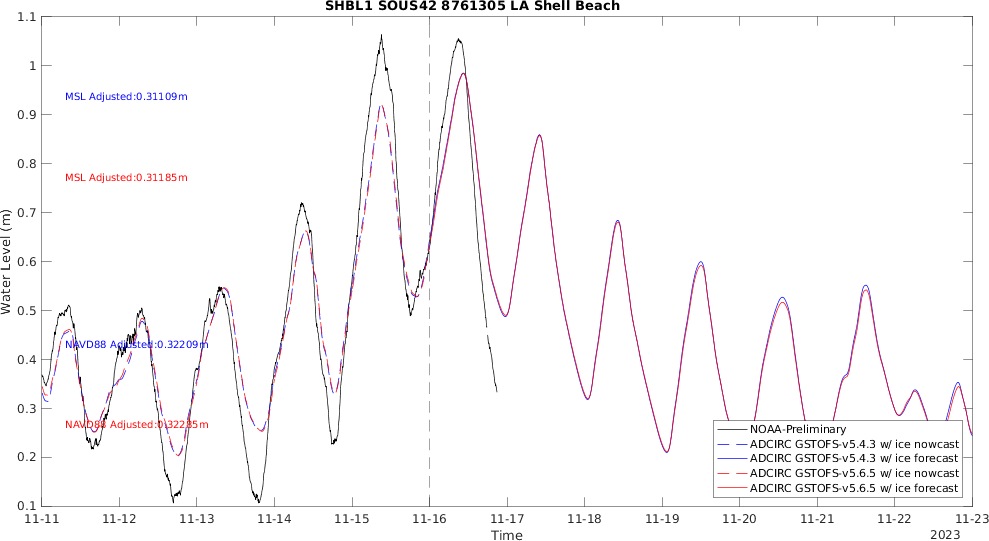 SHBL1 SOUS42 8761305 LA Shell Beach
1.1
1
0.9
0.8
0.7
0.6
0.5
0.4
0.3
0.2
0.1
Water Level (m)
MSL Adjusted:0.31109m
MSL Adjusted:0.31185m
NAVD88 Adjusted:0.32209m
NAVD88 Adjusted:0.32285m
NOAA-Preliminary
ADCIRC GSTOFS-v5.4.3 w/ ice nowcast
ADCIRC GSTOFS-v5.4.3 w/ ice forecast
ADCIRC GSTOFS-v5.6.5 w/ ice nowcast
ADCIRC GSTOFS-v5.6.5 w/ ice forecast
11-11 11-12 11-13 11-14 11-15 11-16 11-17 11-18 11-19 11-20 11-21 11-22 11-23
Time
2023